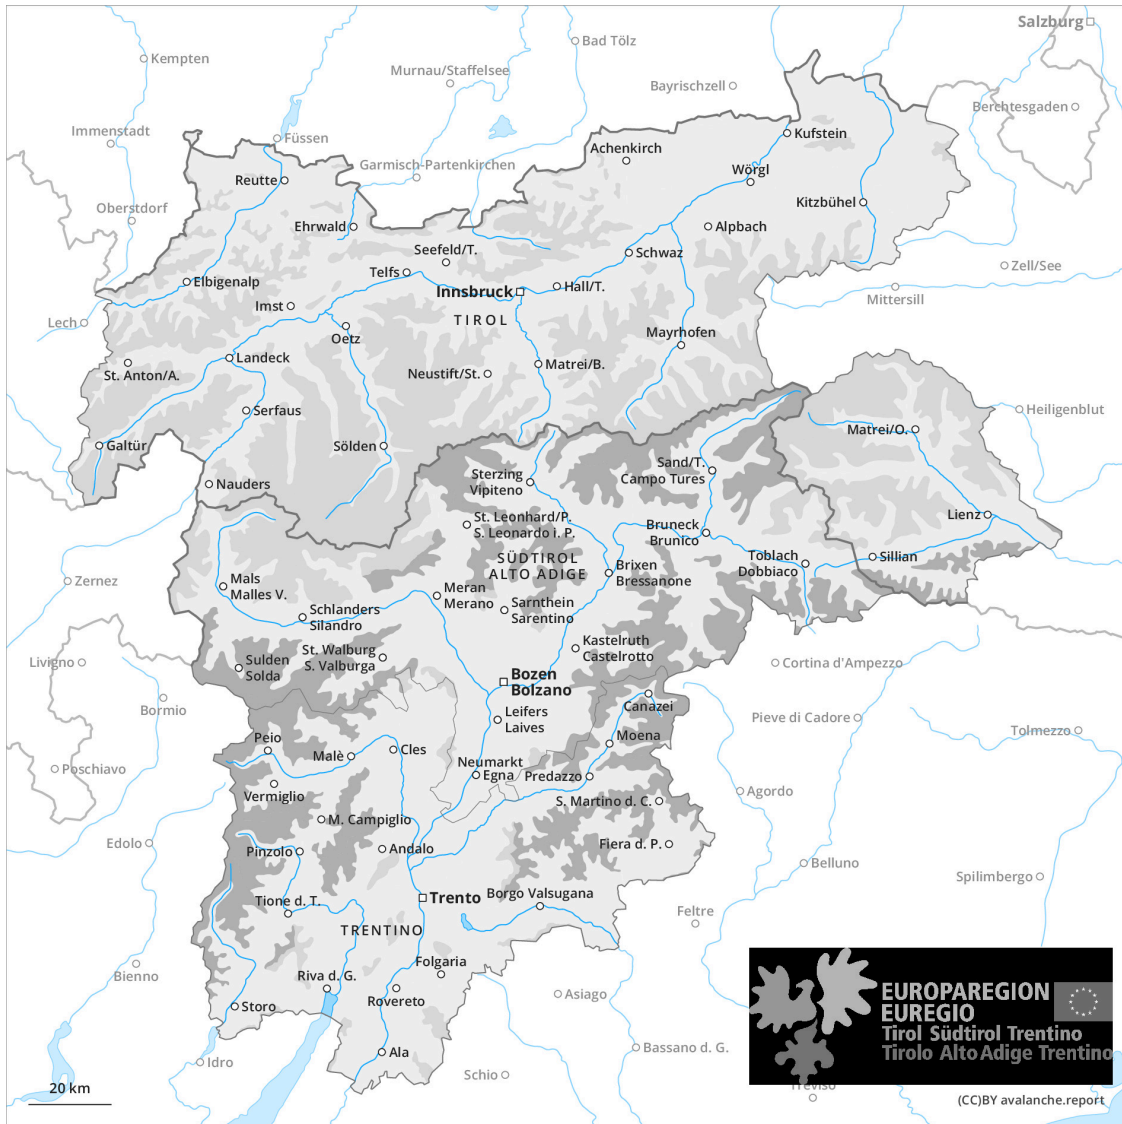 Salzburg
Bad Tölz
Kempten
Murnau/Staffelsee
Bayrischzell
Berchtesgaden
Immenstadt
Füssen
Kufstein
Achenkirch
Garmisch-Partenkirchen
Wörgl
Reutte
Kitzbühel
Oberstdorf
Ehrwald
Alpbach
Seefeld/T.
Schwaz
Zell/See
Telfs
Elbigenalp
Hall/T.
Innsbruck
Mittersill
Imst
TIROL
Lech
Mayrhofen
Oetz
Landeck
Matrei/B.
St. Anton/A.
Neustift/St.
Serfaus
Heiligenblut
Matrei/O.
Galtür
Sölden
Sand/T.
Campo Tures
Sterzing
Vipiteno
Nauders
Lienz
St. Leonhard/P.
S. Leonardo i. P.
Bruneck
Brunico
SÜDTIROL
ALTO ADIGE
Toblach
Dobbiaco
Sillian
Brixen
Bressanone
Zernez
Mals
Malles V.
Meran
Merano
Sarnthein
Sarentino
Schlanders
Silandro
Kastelruth
Castelrotto
St. Walburg
S. Valburga
Livigno
Sulden
Solda
Cortina d'Ampezzo
Bozen
Bolzano
Bormio
Canazei
Leifers
Laives
Pieve di Cadore
Tolmezzo
Peio
Moena
Cles
Malè
Neumarkt
Egna
Poschiavo
Predazzo
Vermiglio
Agordo
S. Martino d. C.
M. Campiglio
Edolo
Fiera d. P.
Pinzolo
Andalo
Belluno
Spilimbergo
Borgo Valsugana
Trento
Tione d. T.
Feltre
TRENTINO
Folgaria
Bienno
Riva d. G.
Asiago
Rovereto
Storo
EUROPAREGION
EUREGIO
Tirol Südtirol Trentino
Tirolo Alto Adige Trentino
Bassano d. G.
Ala
Idro
Schio
Treviso
20 km
(CC)BY avalanche.report